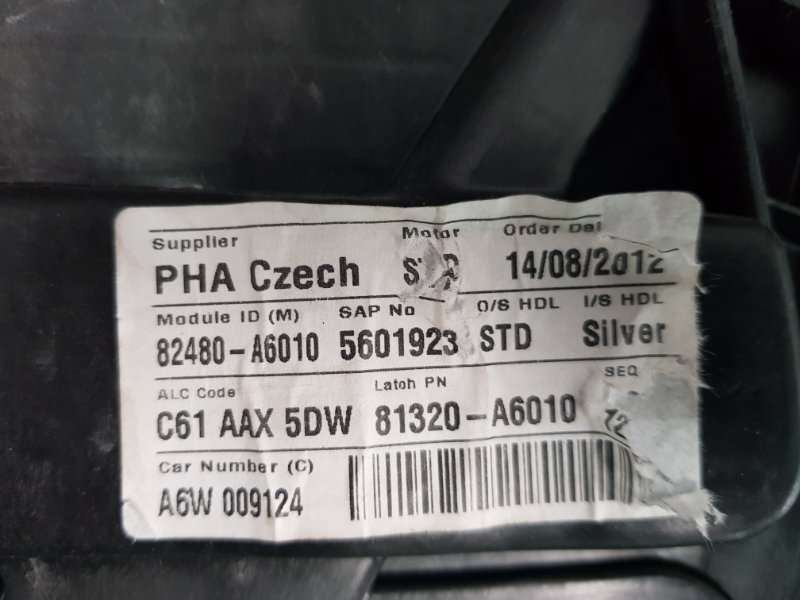 Supplier Motor Order Dat
PHA Czech 14/08/2012
Module ID (M) SAP No O/S HDL I/S HDL
82480-A6010 5601923 STD Silver
ALC Code Latch PN SEQ
C61 AAX 5DW 81320-A6010
Car Number (C)
A6W 009124